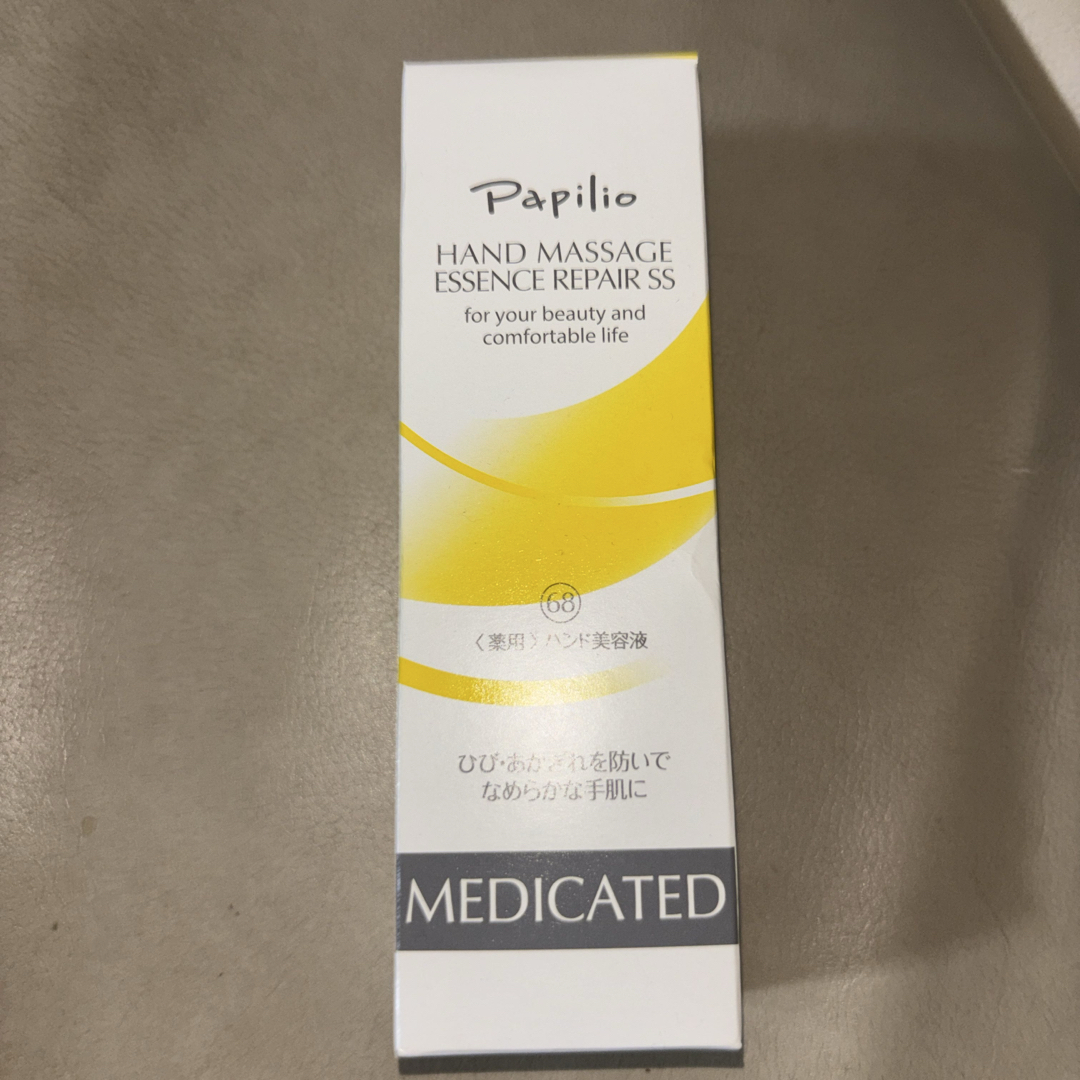 Papilio
HAND MASSAGE
ESSENCE REPAIR SS
for your beauty and
comfortable life
68
〈薬用〉ハンド美容液
ひび・あかぎれを防いで
なめらかな手肌に
MEDICATED